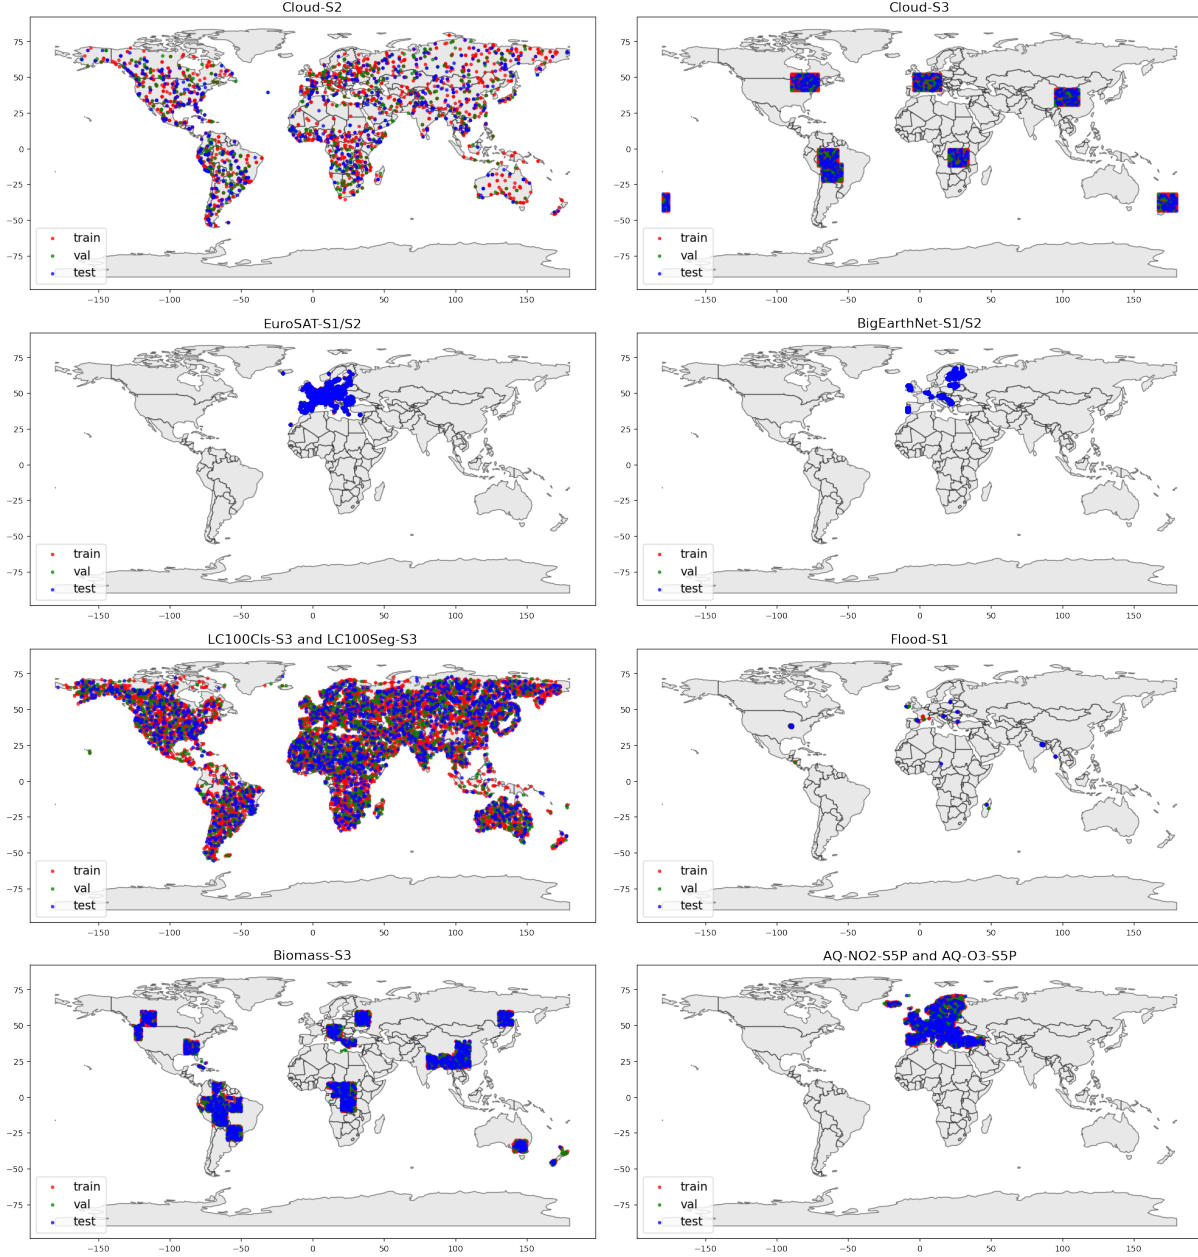 Cloud-S2
75
50
25
0
−25
−50
−75
train
val
test
−150 −100 −50 0 50 100 150
Cloud-S3
75
50
25
0
−25
−50
−75
train
val
test
−150 −100 −50 0 50 100 150
EuroSAT-S1/S2
75
50
25
0
−25
−50
−75
train
val
test
−150 −100 −50 0 50 100 150
BigEarthNet-S1/S2
75
50
25
0
−25
−50
−75
train
val
test
−150 −100 −50 0 50 100 150
LC100Cls-S3 and LC100Seg-S3
75
50
25
0
−25
−50
−75
train
val
test
−150 −100 −50 0 50 100 150
Flood-S1
75
50
25
0
−25
−50
−75
train
val
test
−150 −100 −50 0 50 100 150
Biomass-S3
75
50
25
0
−25
−50
−75
train
val
test
−150 −100 −50 0 50 100 150
AQ-NO2-S5P and AQ-O3-S5P
75
50
25
0
−25
−50
−75
train
val
test
−150 −100 −50 0 50 100 150